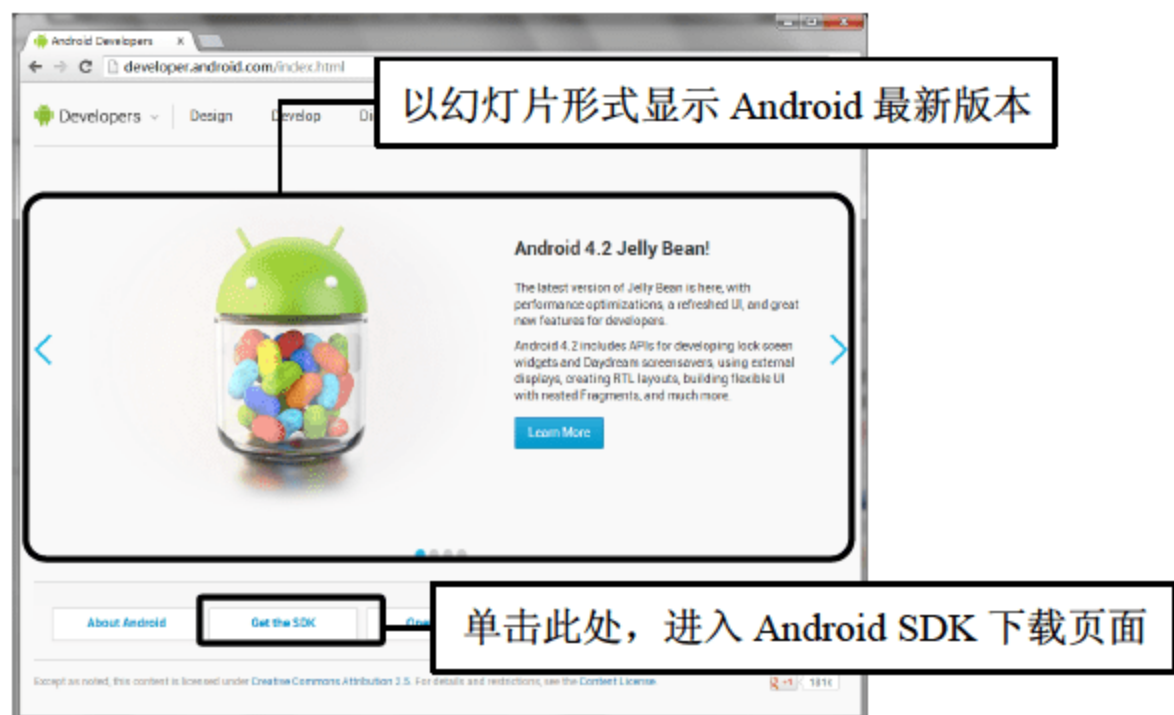 Android Developers
developer.android.com/index.html
以幻灯片形式显示 Android 最新版本
Developers Design Develop
Android 4.2 Jelly Bean!
The latest version of Jelly Bean is here, with
performance optimizations, a refreshed UI, and great
new features for developers.
Android 4.2 includes APIs for developing lock sceen
widgets and Daydream screensavers, using external
displays, creating RTL layouts, building flexible UI
with nested Fragments, and much more.
Learn More
About Android Get the SDK
单击此处，进入 Android SDK 下载页面
Except as noted, this content is licensed under Creative Commons Attribution 2.5. For details and restrictions, see the Content License.
+1